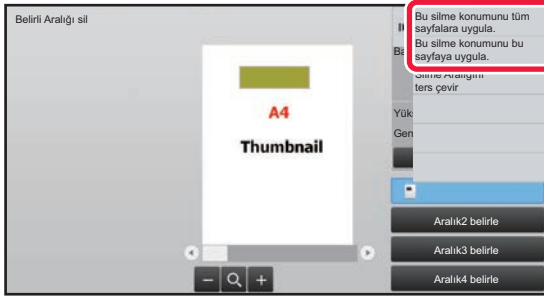 Belirli Aralığı sil
Bu silme konumunu tüm
sayfalara uygula.
Bu silme konumunu bu
sayfaya uygula.
Silme Aralığını
ters çevir
A4
Thumbnail
Aralık2 belirle
Aralık3 belirle
Aralık4 belirle